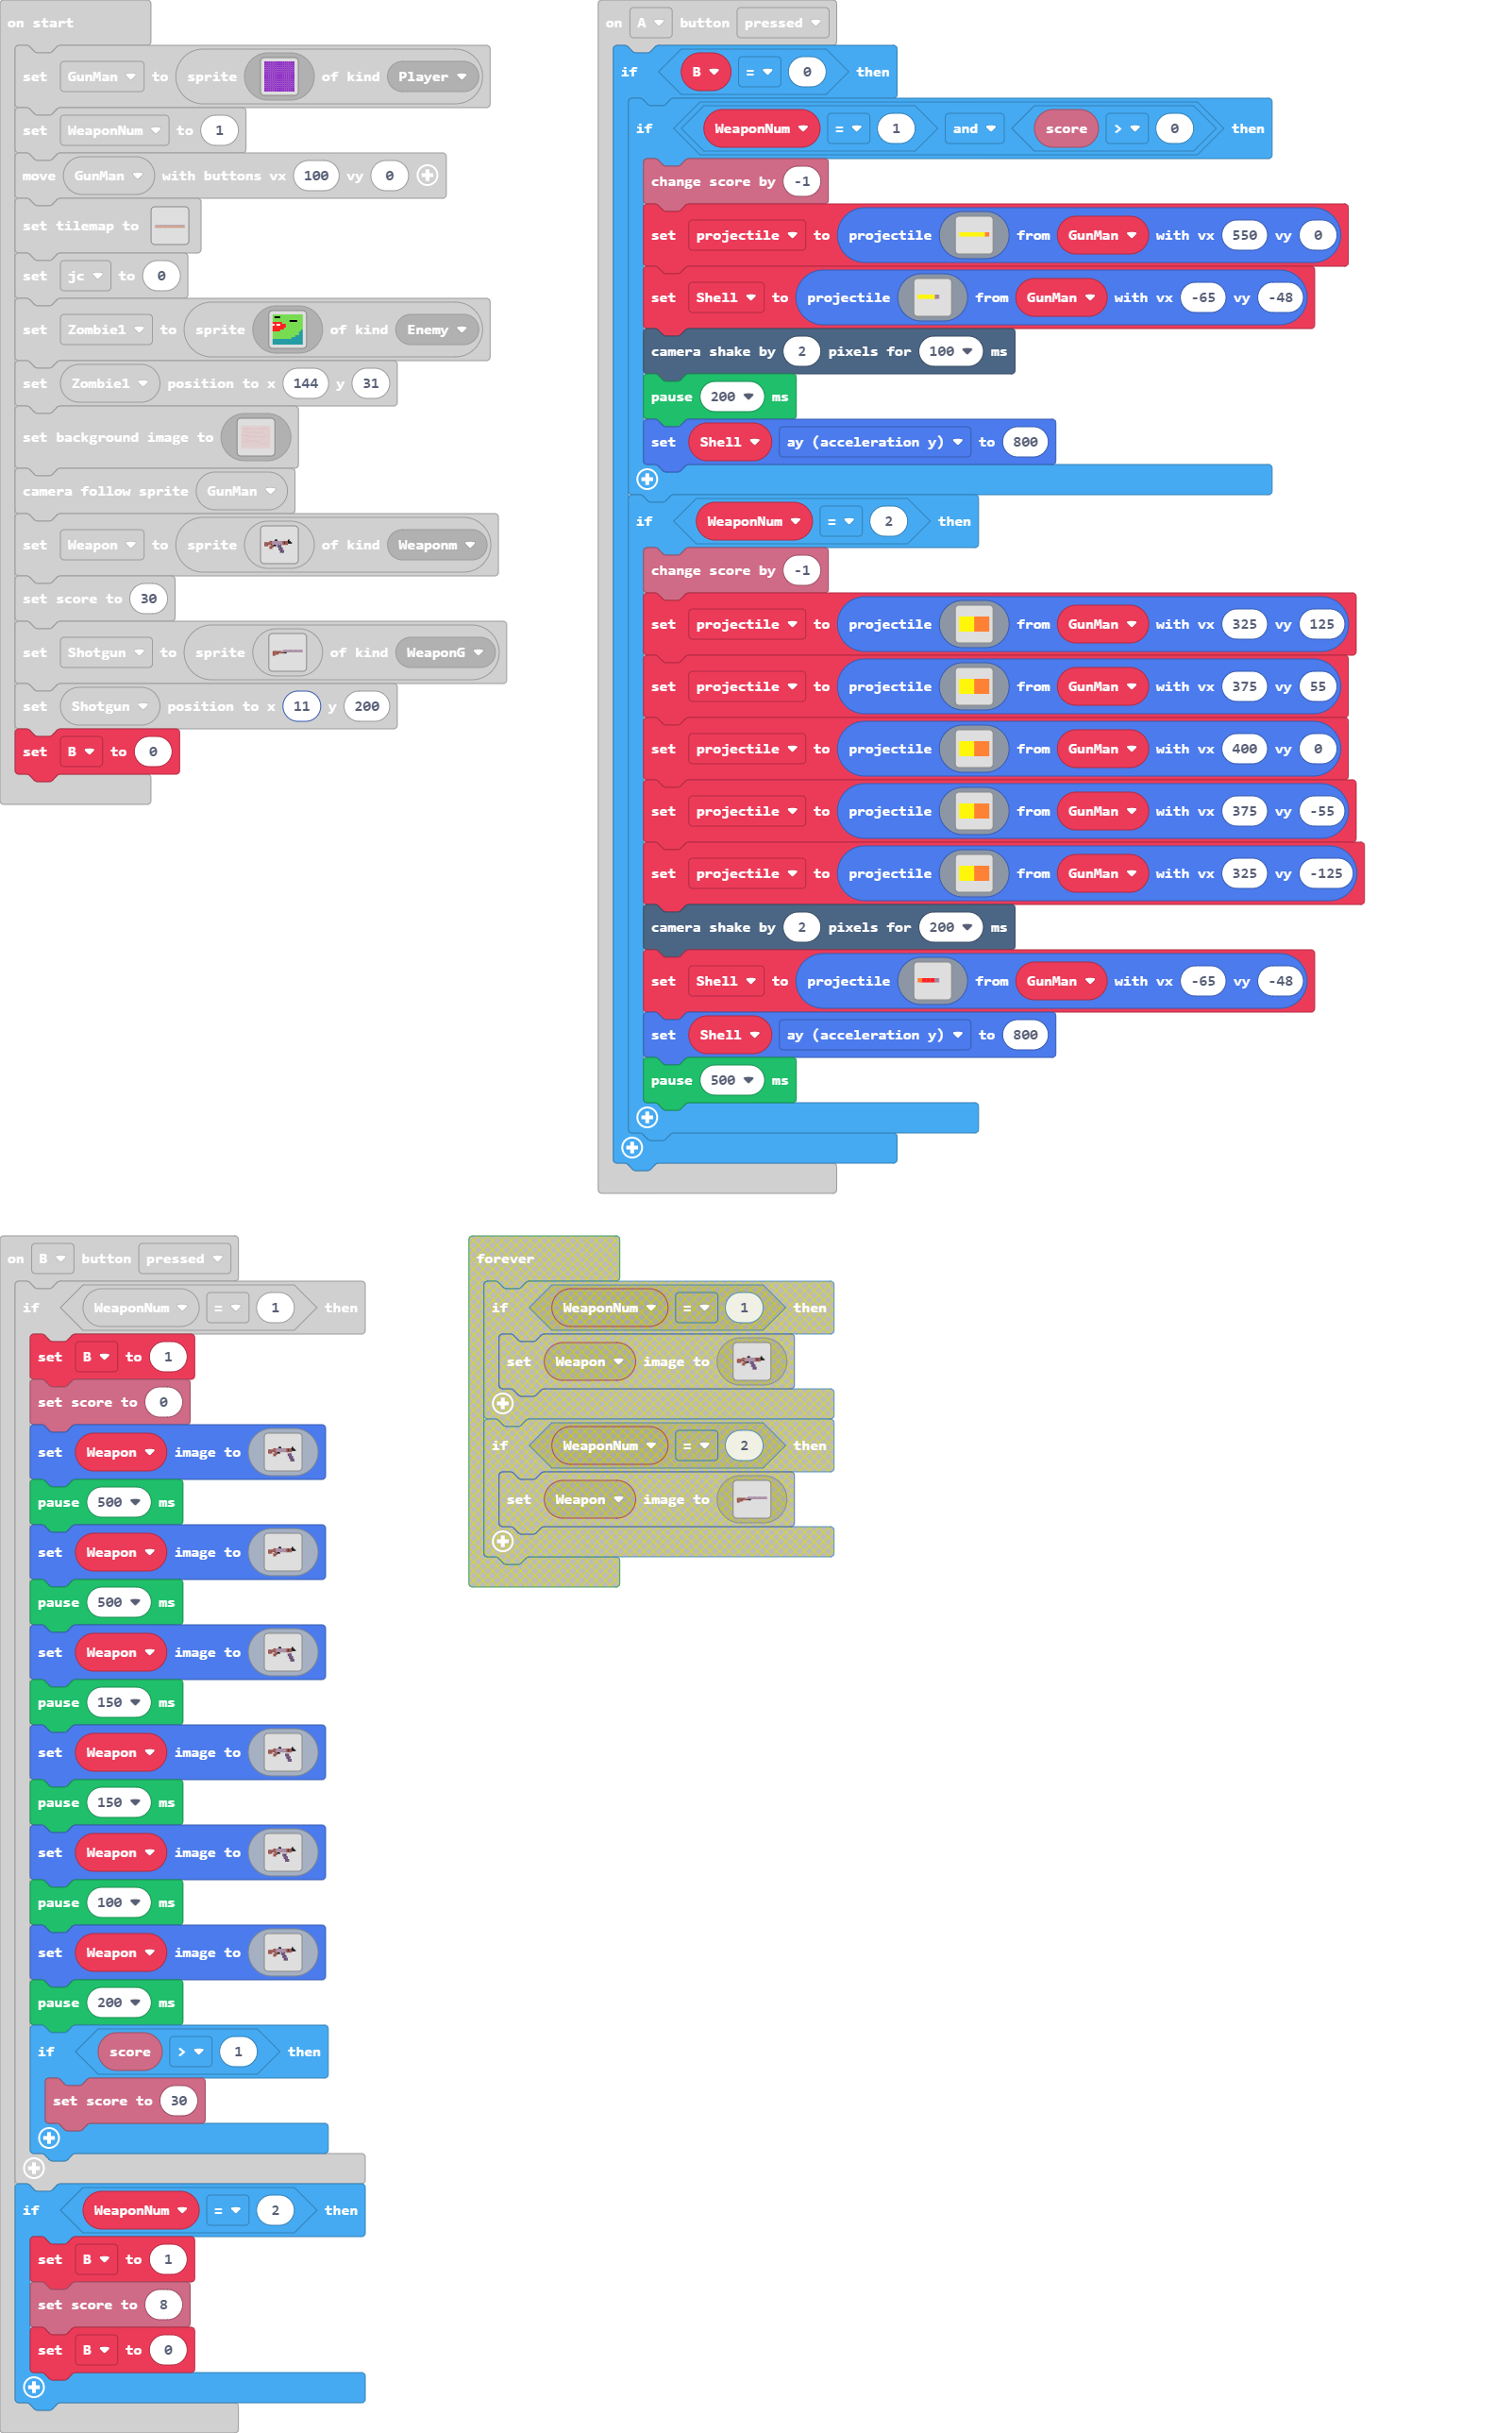 on start
set GunMan to sprite of kind Player
set WeaponNum to 1
move GunMan with buttons vx 100 vy 0
set tilemap to
set jc to 0
set Zombie1 to sprite of kind Enemy
set Zombie1 position to x 144 y 31
set background image to
camera follow sprite GunMan
set Weapon to sprite of kind Weaponm
set score to 30
set Shotgun to sprite of kind WeaponG
set Shotgun position to x 11 y 200
set B to 0
on A button pressed
if B = 0 then
if WeaponNum = 1 and score > 0 then
change score by -1
set projectile to projectile from GunMan with vx 550 vy 0
set Shell to projectile from GunMan with vx -65 vy -48
camera shake by 2 pixels for 100 ms
pause 200 ms
set Shell ay (acceleration y) to 800
if WeaponNum = 2 then
change score by -1
set projectile to projectile from GunMan with vx 325 vy 125
set projectile to projectile from GunMan with vx 375 vy 55
set projectile to projectile from GunMan with vx 400 vy 0
set projectile to projectile from GunMan with vx 375 vy -55
set projectile to projectile from GunMan with vx 325 vy -125
camera shake by 2 pixels for 200 ms
set Shell to projectile from GunMan with vx -65 vy -48
set Shell ay (acceleration y) to 800
pause 500 ms
on B button pressed
if WeaponNum = 1 then
set B to 1
set score to 0
set Weapon image to
pause 500 ms
set Weapon image to
pause 500 ms
set Weapon image to
pause 150 ms
set Weapon image to
pause 150 ms
set Weapon image to
pause 100 ms
set Weapon image to
pause 200 ms
if score > 1 then
set score to 30
if WeaponNum = 2 then
set B to 1
set score to 8
set B to 0
forever
if WeaponNum = 1 then
set Weapon image to
if WeaponNum = 2 then
set Weapon image to